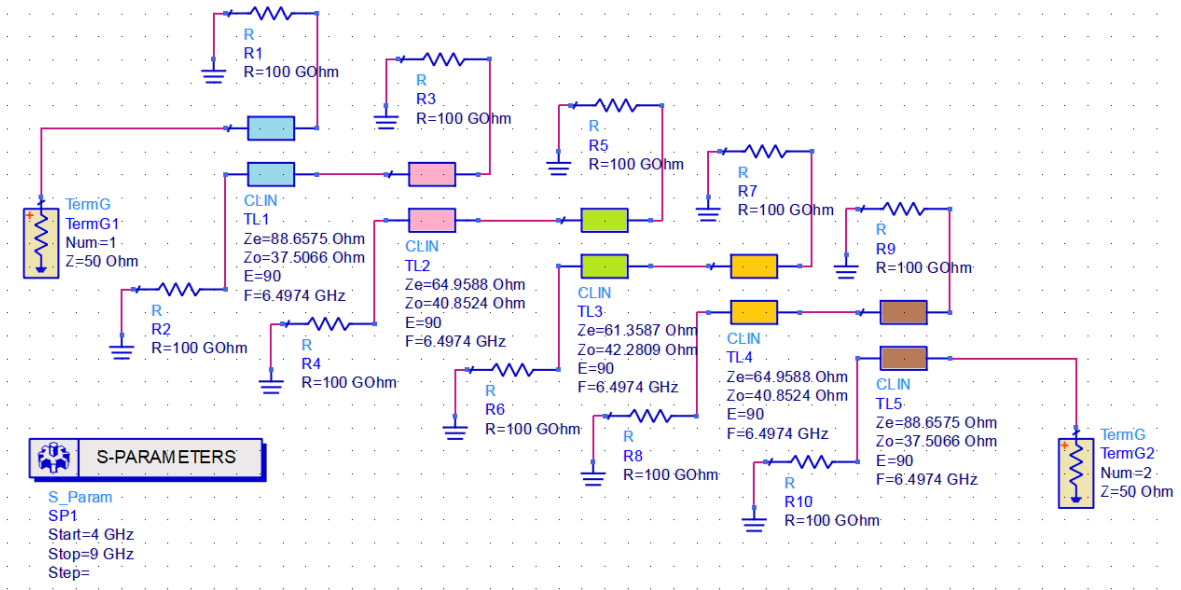 R
R1
R=100 GOhm
R
R3
R=100 GOhm
R
R5
R=100 GOhm
R
R7
R=100 GOhm
R
R9
R=100 GOhm
TermG
TermG1
Num=1
Z=50 Ohm
CLIN
TL1
Ze=88.6575 Ohm
Zo=37.5066 Ohm
E=90
F=6.4974 GHz
CLIN
TL2
Ze=64.9588 Ohm
Zo=40.8524 Ohm
E=90
F=6.4974 GHz
CLIN
TL3
Ze=61.3587 Ohm
Zo=42.2809 Ohm
E=90
F=6.4974 GHz
CLIN
TL4
Ze=64.9588 Ohm
Zo=40.8524 Ohm
E=90
F=6.4974 GHz
CLIN
TL5
Ze=88.6575 Ohm
Zo=37.5066 Ohm
E=90
F=6.4974 GHz
R
R2
R=100 GOhm
R
R4
R=100 GOhm
R
R6
R=100 GOhm
R
R8
R=100 GOhm
R
R10
R=100 GOhm
TermG
TermG2
Num=2
Z=50 Ohm
S-PARAMETERS
S_Param
SP1
Start=4 GHz
Stop=9 GHz
Step=